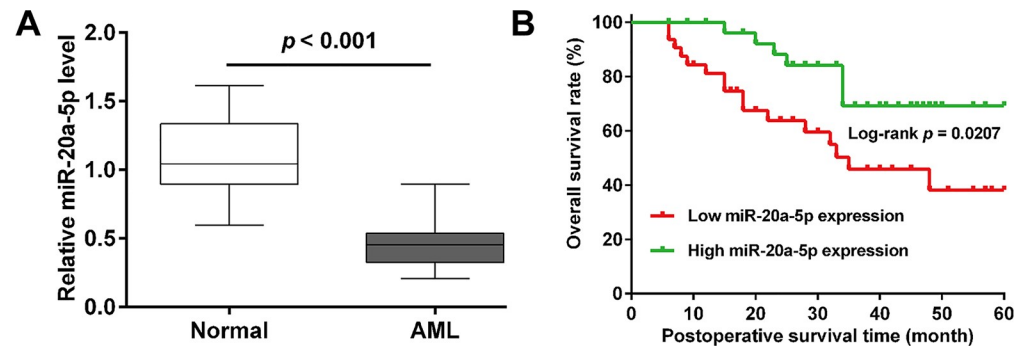 A
Relative miR-20a-5p level
2.0
1.5
1.0
0.5
0.0
p < 0.001
Normal
AML
B
Overall survival rate (%)
100
80
60
40
20
0
Log-rank p = 0.0207
Low miR-20a-5p expression
High miR-20a-5p expression
0
10
20
30
40
50
60
Postoperative survival time (month)